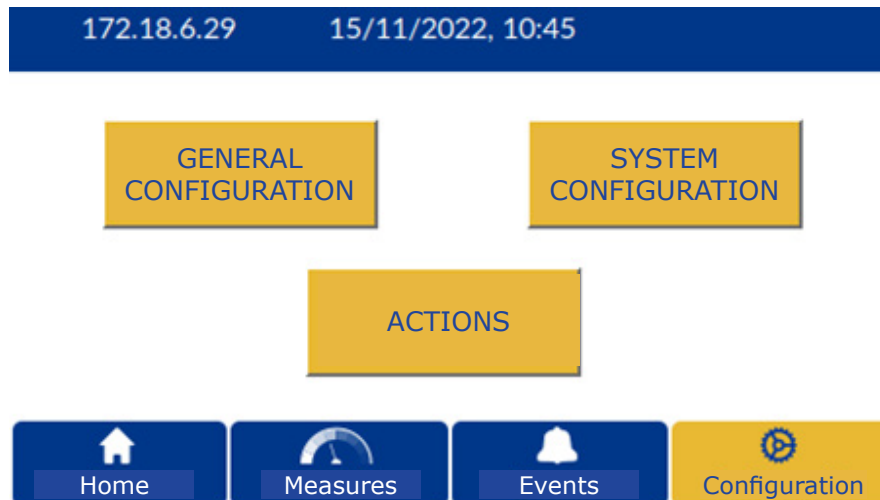 172.18.6.29 15/11/2022, 10:45
GENERAL
CONFIGURATION
SYSTEM
CONFIGURATION
ACTIONS
Home Measures Events Configuration